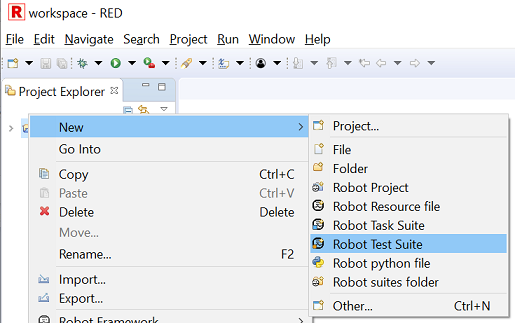 R workspace - RED
File Edit Navigate Search Project Run Window Help
Project Explorer
New
Go Into
Copy Ctrl+C
Paste Ctrl+V
Delete Delete
Move...
Rename... F2
Import...
Export...
Robot Framework
Project...
File
Folder
Robot Project
Robot Resource file
Robot Task Suite
Robot Test Suite
Robot python file
Robot suites folder
Other... Ctrl+N